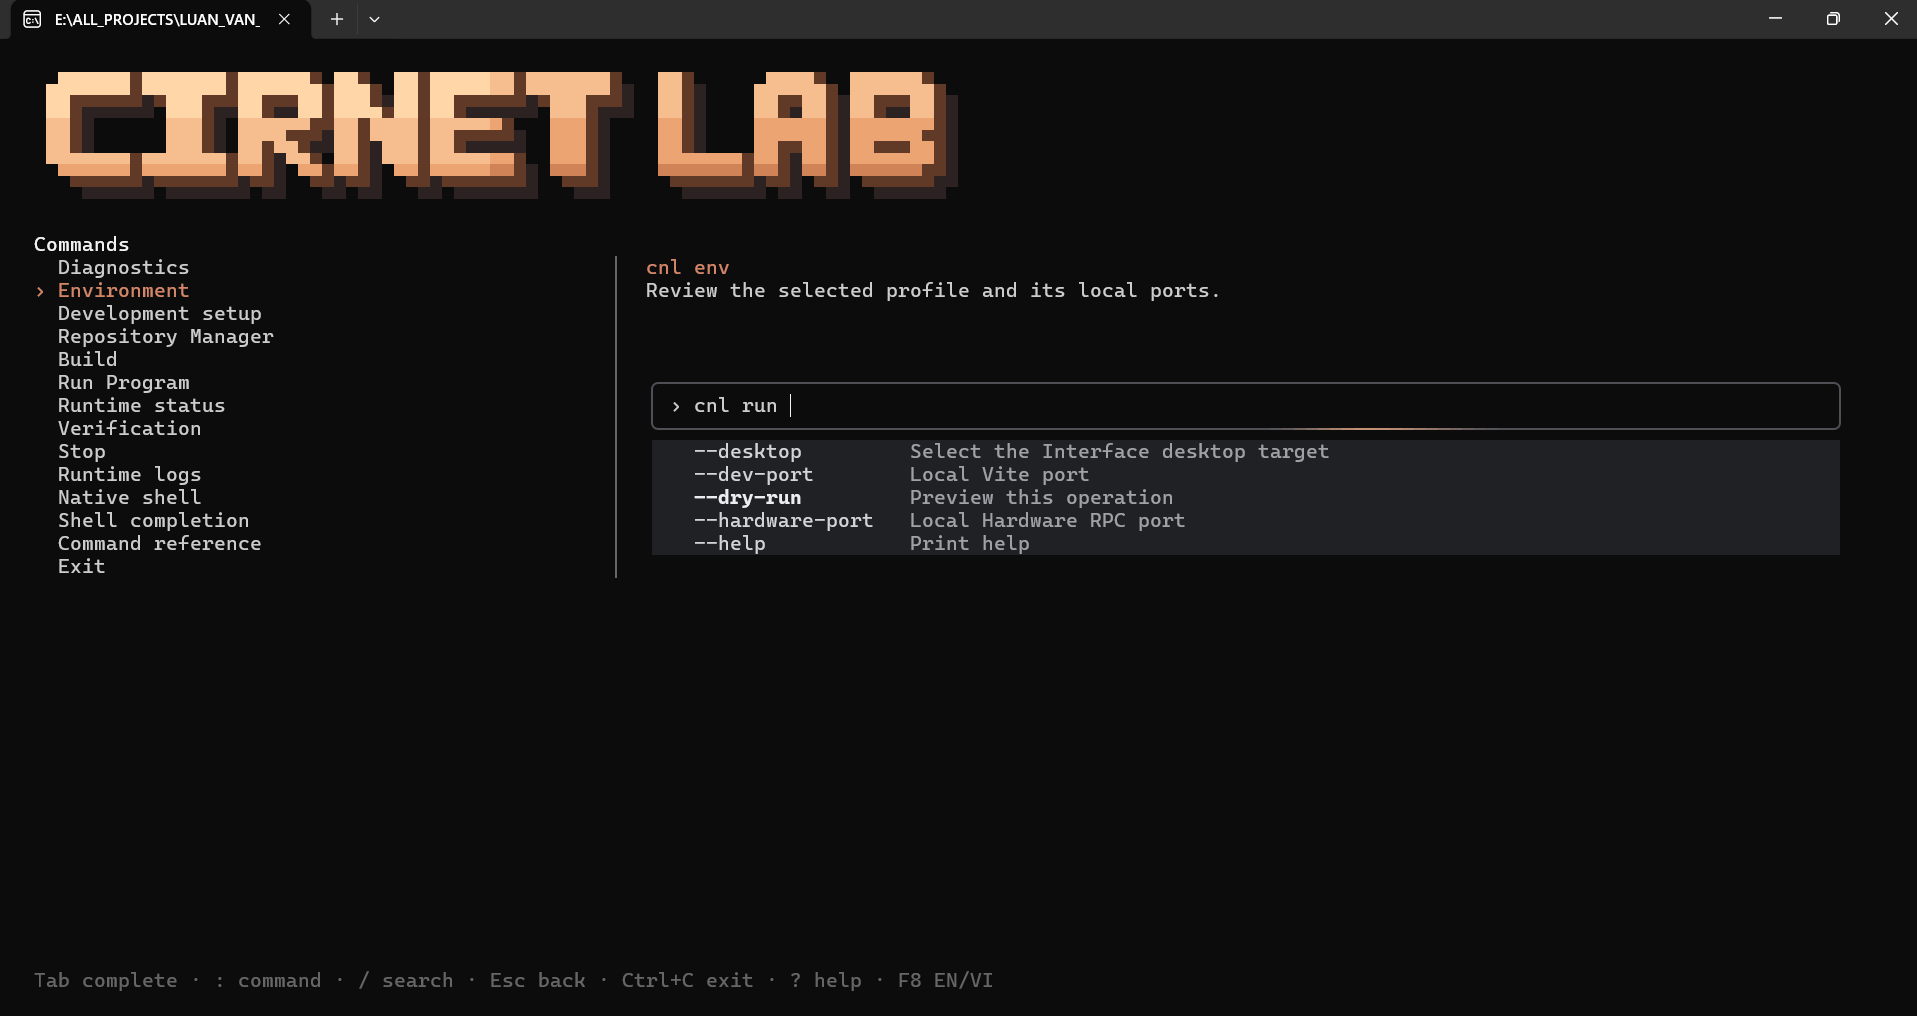 E:\ALL_PROJECTS\LUAN_VAN_
CIRNET LAB
Commands
Diagnostics
› Environment
Development setup
Repository Manager
Build
Run Program
Runtime status
Verification
Stop
Runtime logs
Native shell
Shell completion
Command reference
Exit
cnl env
Review the selected profile and its local ports.
› cnl run
--desktop Select the Interface desktop target
--dev-port Local Vite port
--dry-run Preview this operation
--hardware-port Local Hardware RPC port
--help Print help
Tab complete · : command · / search · Esc back · Ctrl+C exit · ? help · F8 EN/VI